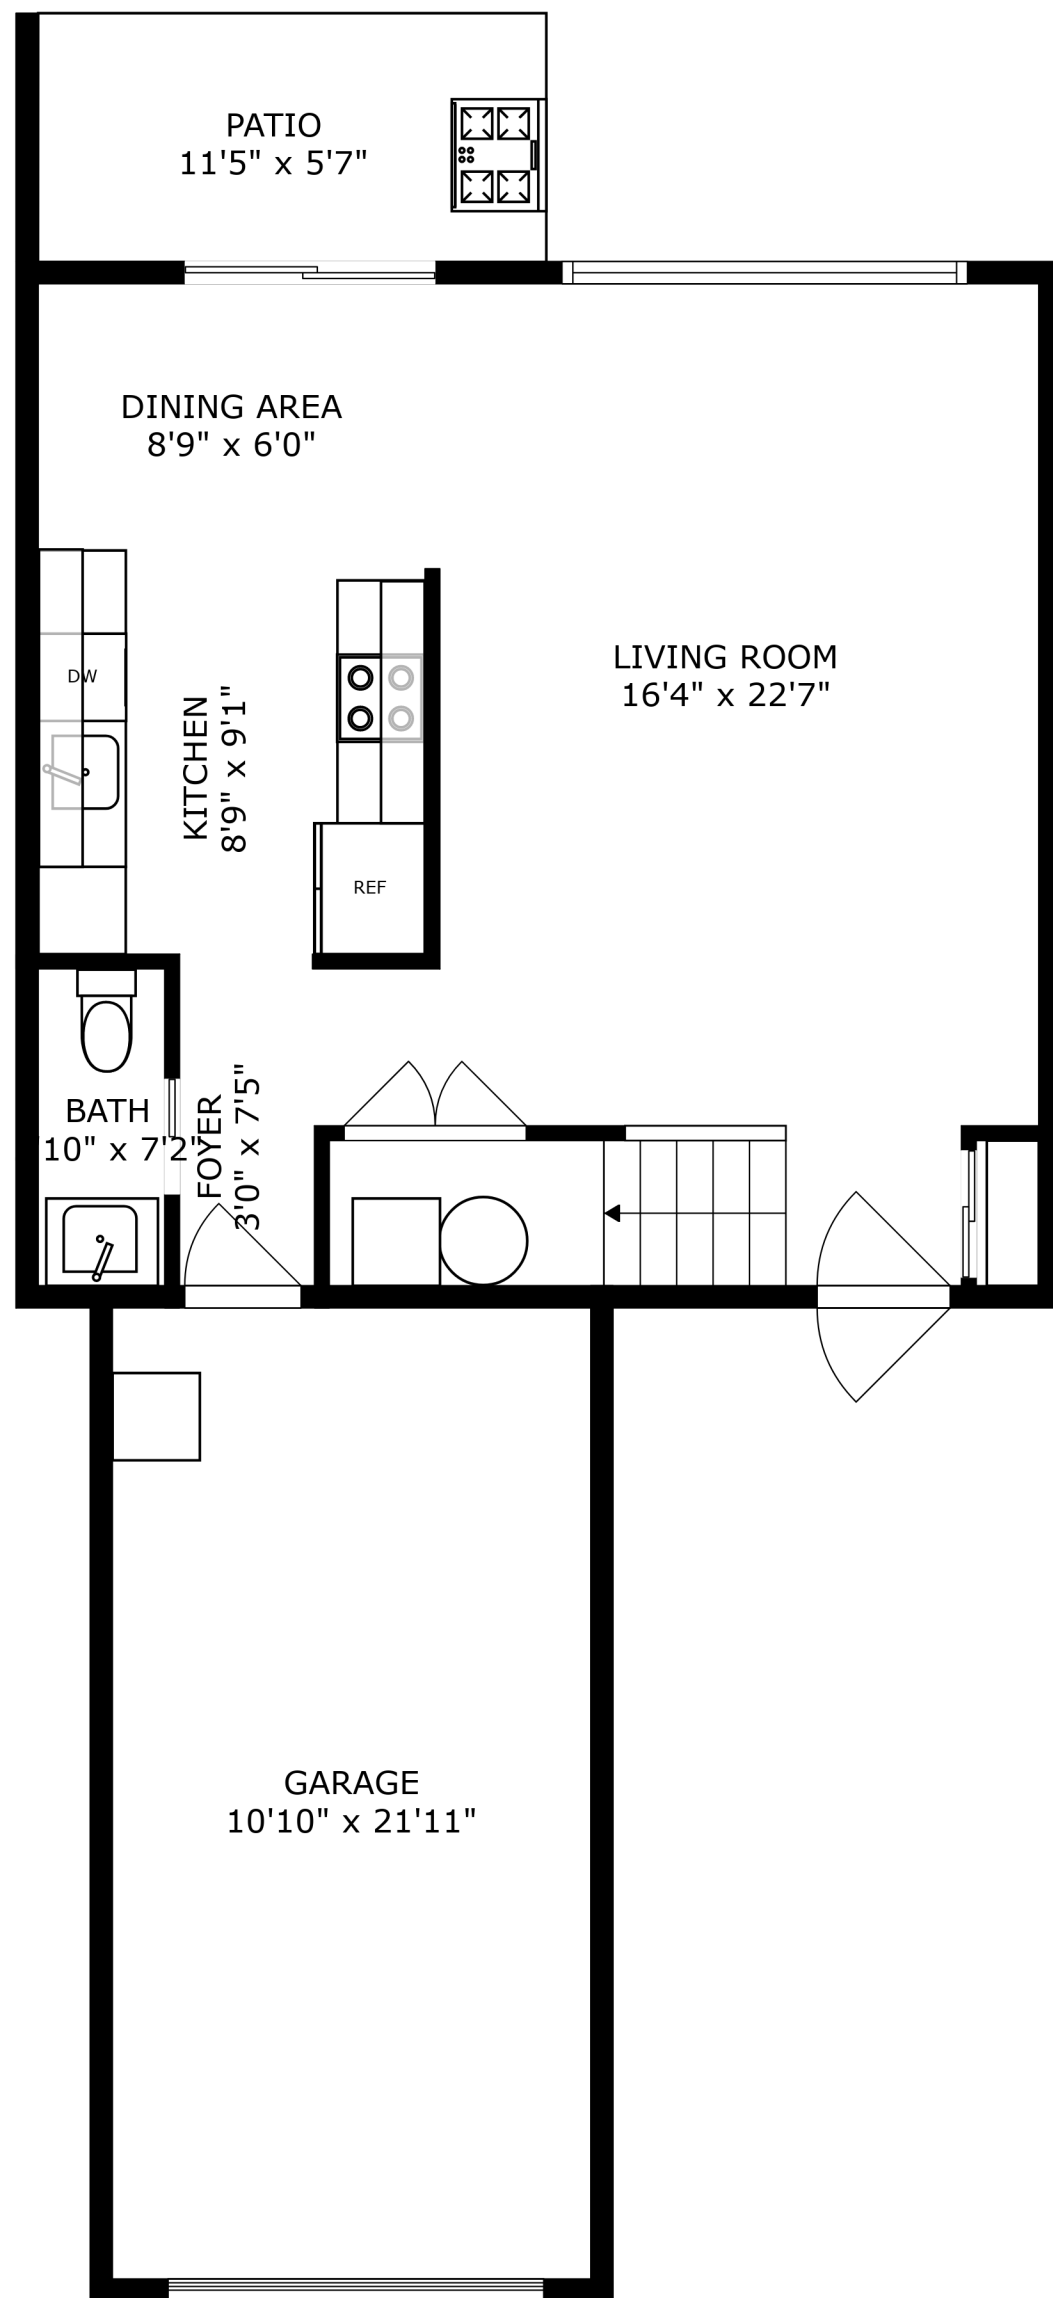 PATIO
11'5" x 5'7"
DINING AREA
8'9" x 6'0"
LIVING ROOM
16'4" x 22'7"
DW
KITCHEN
8'9" x 9'1"
REF
BATH
10" x 7'2"
FOYER
3'0" x 7'5"
GARAGE
10'10" x 21'11"